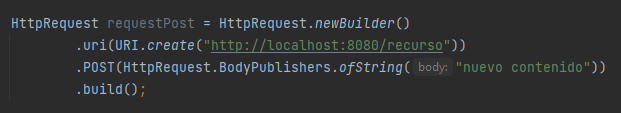 HttpRequest requestPost = HttpRequest.newBuilder()
        .uri(URI.create("http://localhost:8080/recurso"))
        .POST(HttpRequest.BodyPublishers.ofString( body: "nuevo contenido"))
        .build();